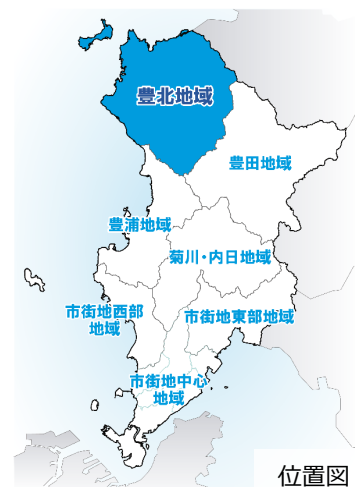 豊北地域
豊田地域
豊浦地域
菊川・内日地域
市街地西部
地域
市街地東部地域
市街地中心
地域
位置図